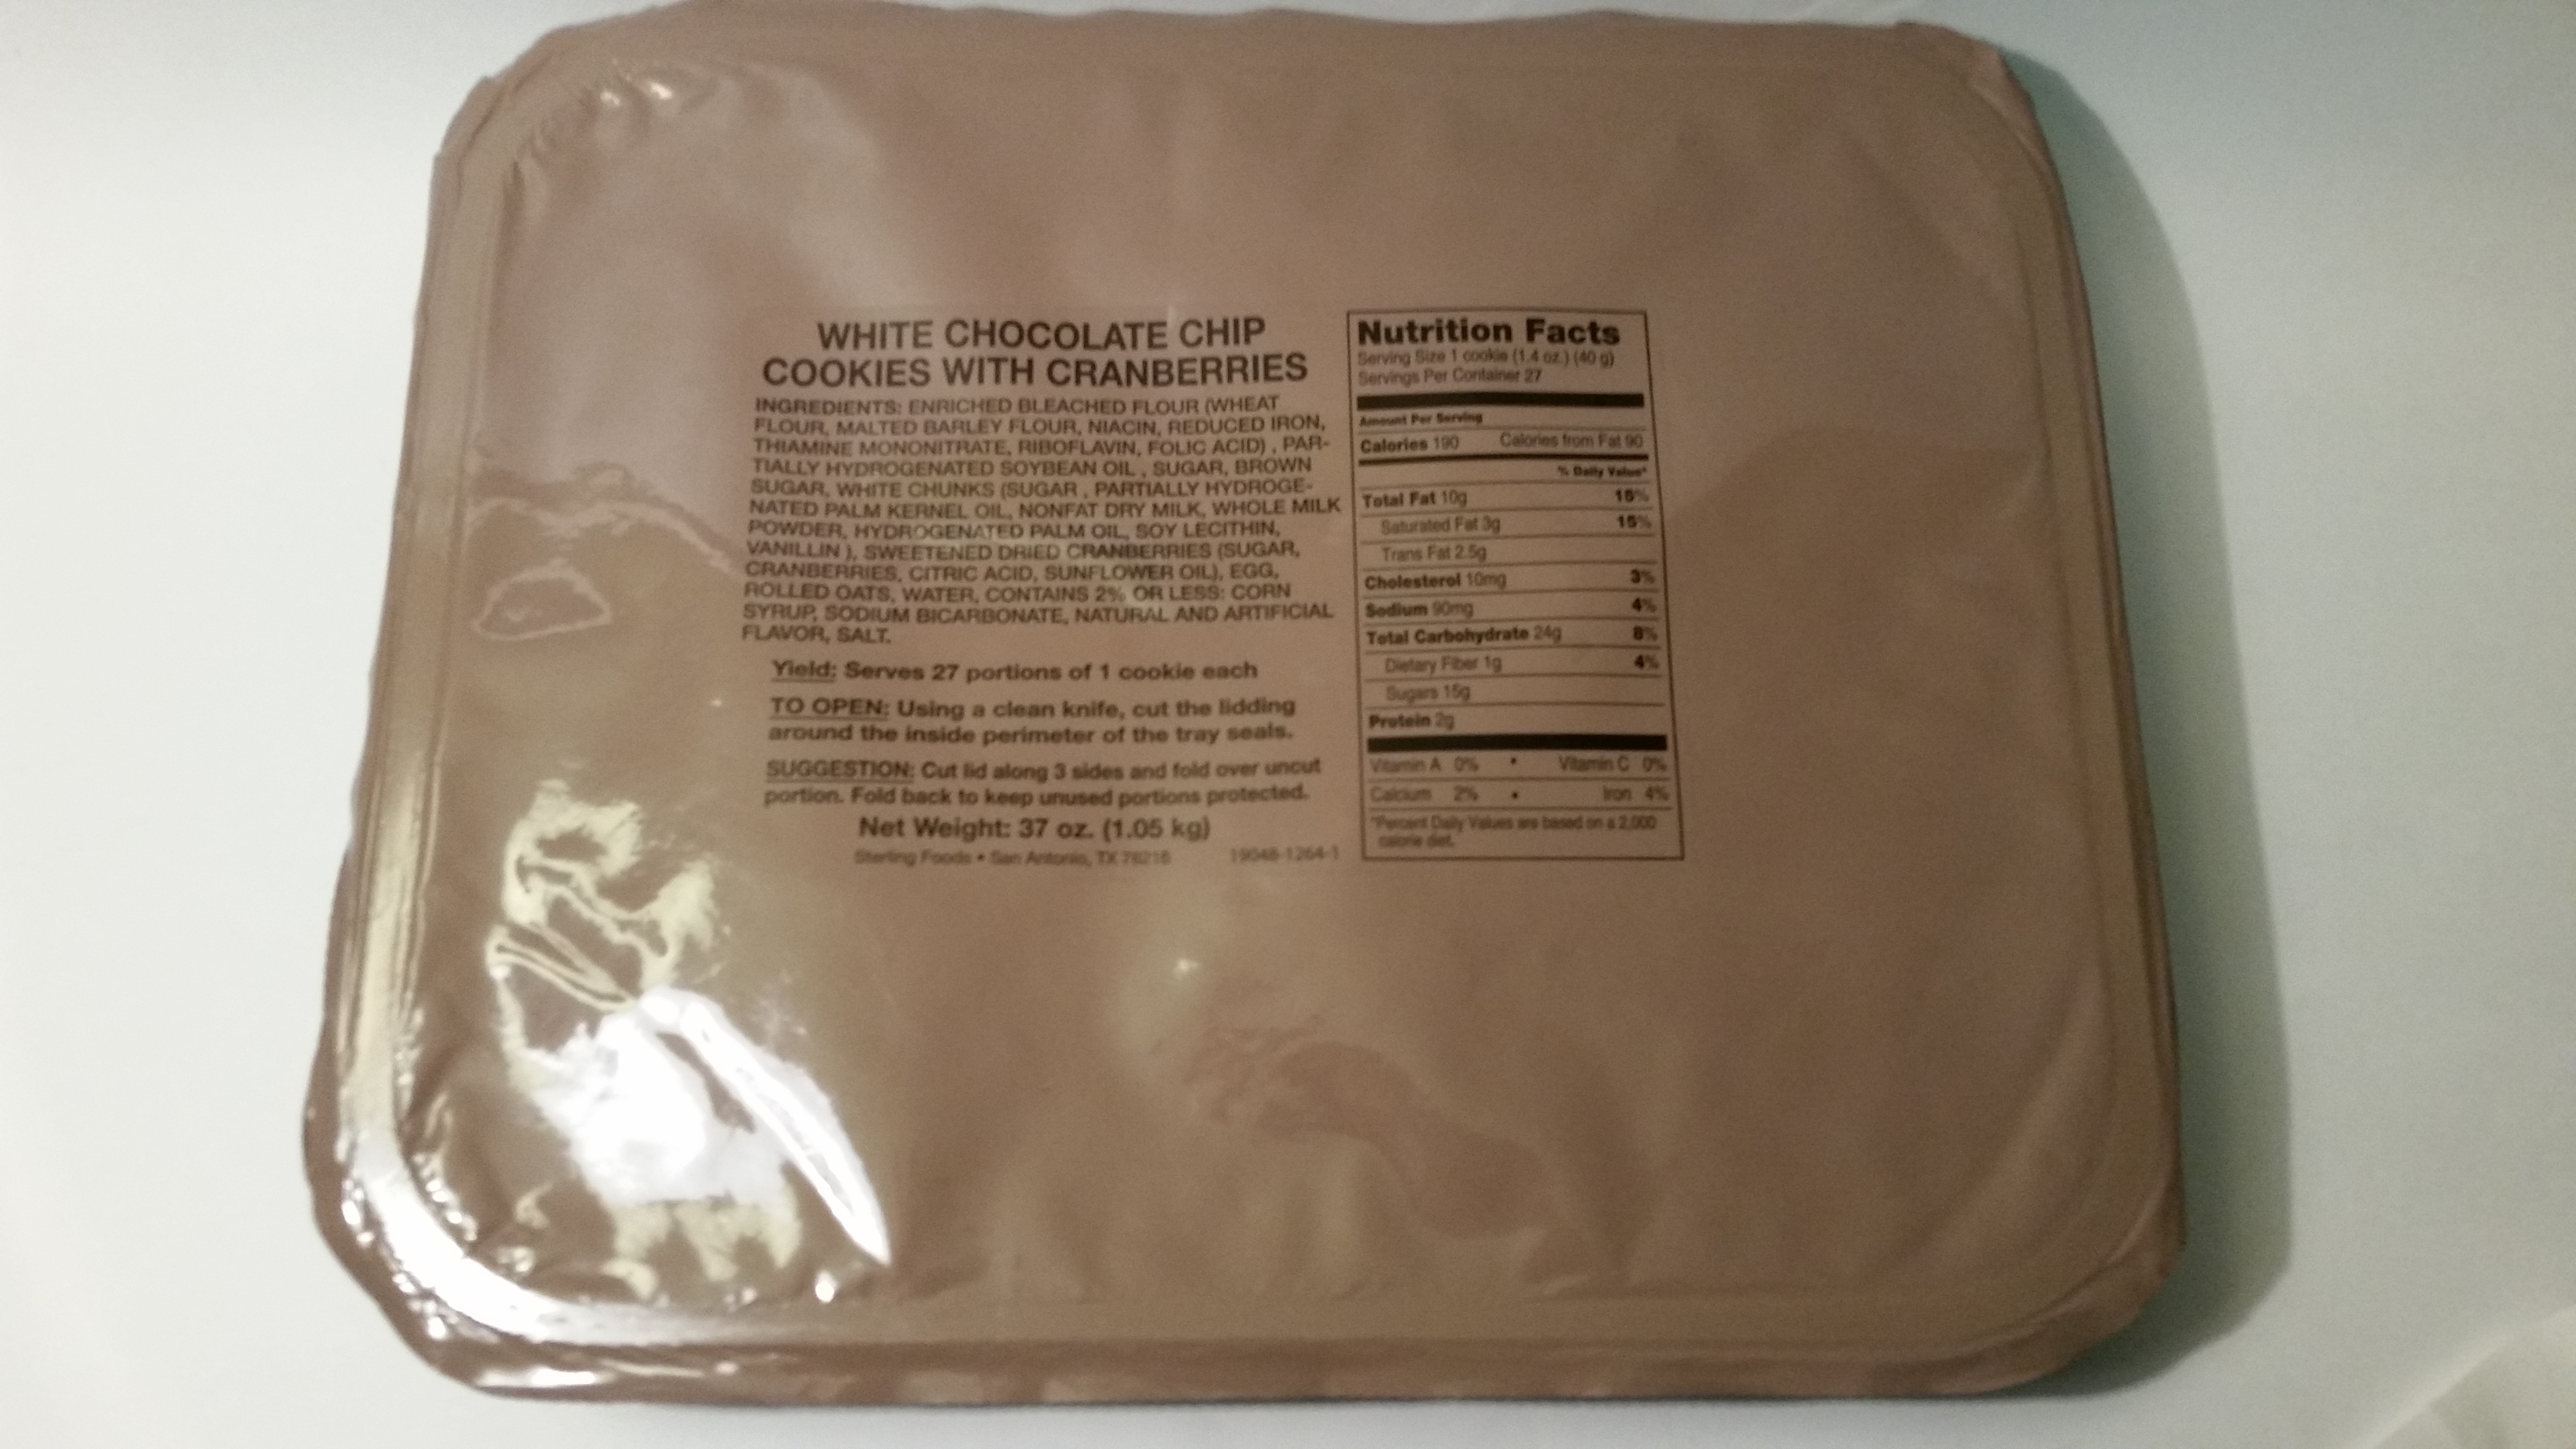 WHITE CHOCOLATE CHIP
COOKIES WITH CRANBERRIES
INGREDIENTS: ENRICHED BLEACHED FLOUR (WHEAT
FLOUR, MALTED BARLEY FLOUR, NIACIN, REDUCED IRON,
THIAMINE MONONITRATE, RIBOFLAVIN, FOLIC ACID) , PAR-
TIALLY HYDROGENATED SOYBEAN OIL , SUGAR, BROWN
SUGAR, WHITE CHUNKS (SUGAR , PARTIALLY HYDROGE-
NATED PALM KERNEL OIL, NONFAT DRY MILK, WHOLE MILK
POWDER, HYDROGENATED PALM OIL, SOY LECITHIN,
VANILLIN ), SWEETENED DRIED CRANBERRIES (SUGAR,
CRANBERRIES, CITRIC ACID, SUNFLOWER OIL), EGG,
ROLLED OATS, WATER, CONTAINS 2% OR LESS: CORN
SYRUP, SODIUM BICARBONATE, NATURAL AND ARTIFICIAL
FLAVOR, SALT.
Yield: Serves 27 portions of 1 cookie each
TO OPEN: Using a clean knife, cut the lidding
around the inside perimeter of the tray seals.
SUGGESTION: Cut lid along 3 sides and fold over uncut
portion. Fold back to keep unused portions protected.
Net Weight: 37 oz. (1.05 kg)
Sterling Foods • San Antonio, TX 78216 19048-1264-1
Nutrition Facts
Serving Size 1 cookie (1.4 oz.) (40 g)
Servings Per Container 27
Amount Per Serving
Calories 190 Calories from Fat 90
% Daily Value*
Total Fat 10g 15%
Saturated Fat 3g 15%
Trans Fat 2.5g
Cholesterol 10mg 3%
Sodium 90mg 4%
Total Carbohydrate 24g 8%
Dietary Fiber 1g 4%
Sugars 15g
Protein 2g
Vitamin A 0% • Vitamin C 0%
Calcium 2% • Iron 4%
*Percent Daily Values are based on a 2,000
calorie diet.